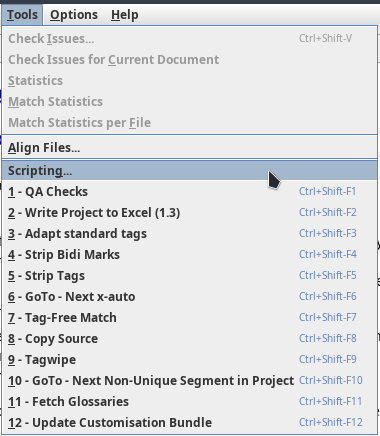 Tools Options Help
Check Issues... Ctrl+Shift-V
Check Issues for Current Document
Statistics
Match Statistics
Match Statistics per File
Align Files...
Scripting...
1 - QA Checks Ctrl+Shift-F1
2 - Write Project to Excel (1.3) Ctrl+Shift-F2
3 - Adapt standard tags Ctrl+Shift-F3
4 - Strip Bidi Marks Ctrl+Shift-F4
5 - Strip Tags Ctrl+Shift-F5
6 - GoTo - Next x-auto Ctrl+Shift-F6
7 - Tag-Free Match Ctrl+Shift-F7
8 - Copy Source Ctrl+Shift-F8
9 - Tagwipe Ctrl+Shift-F9
10 - GoTo - Next Non-Unique Segment in Project Ctrl+Shift-F10
11 - Fetch Glossaries Ctrl+Shift-F11
12 - Update Customisation Bundle Ctrl+Shift-F12